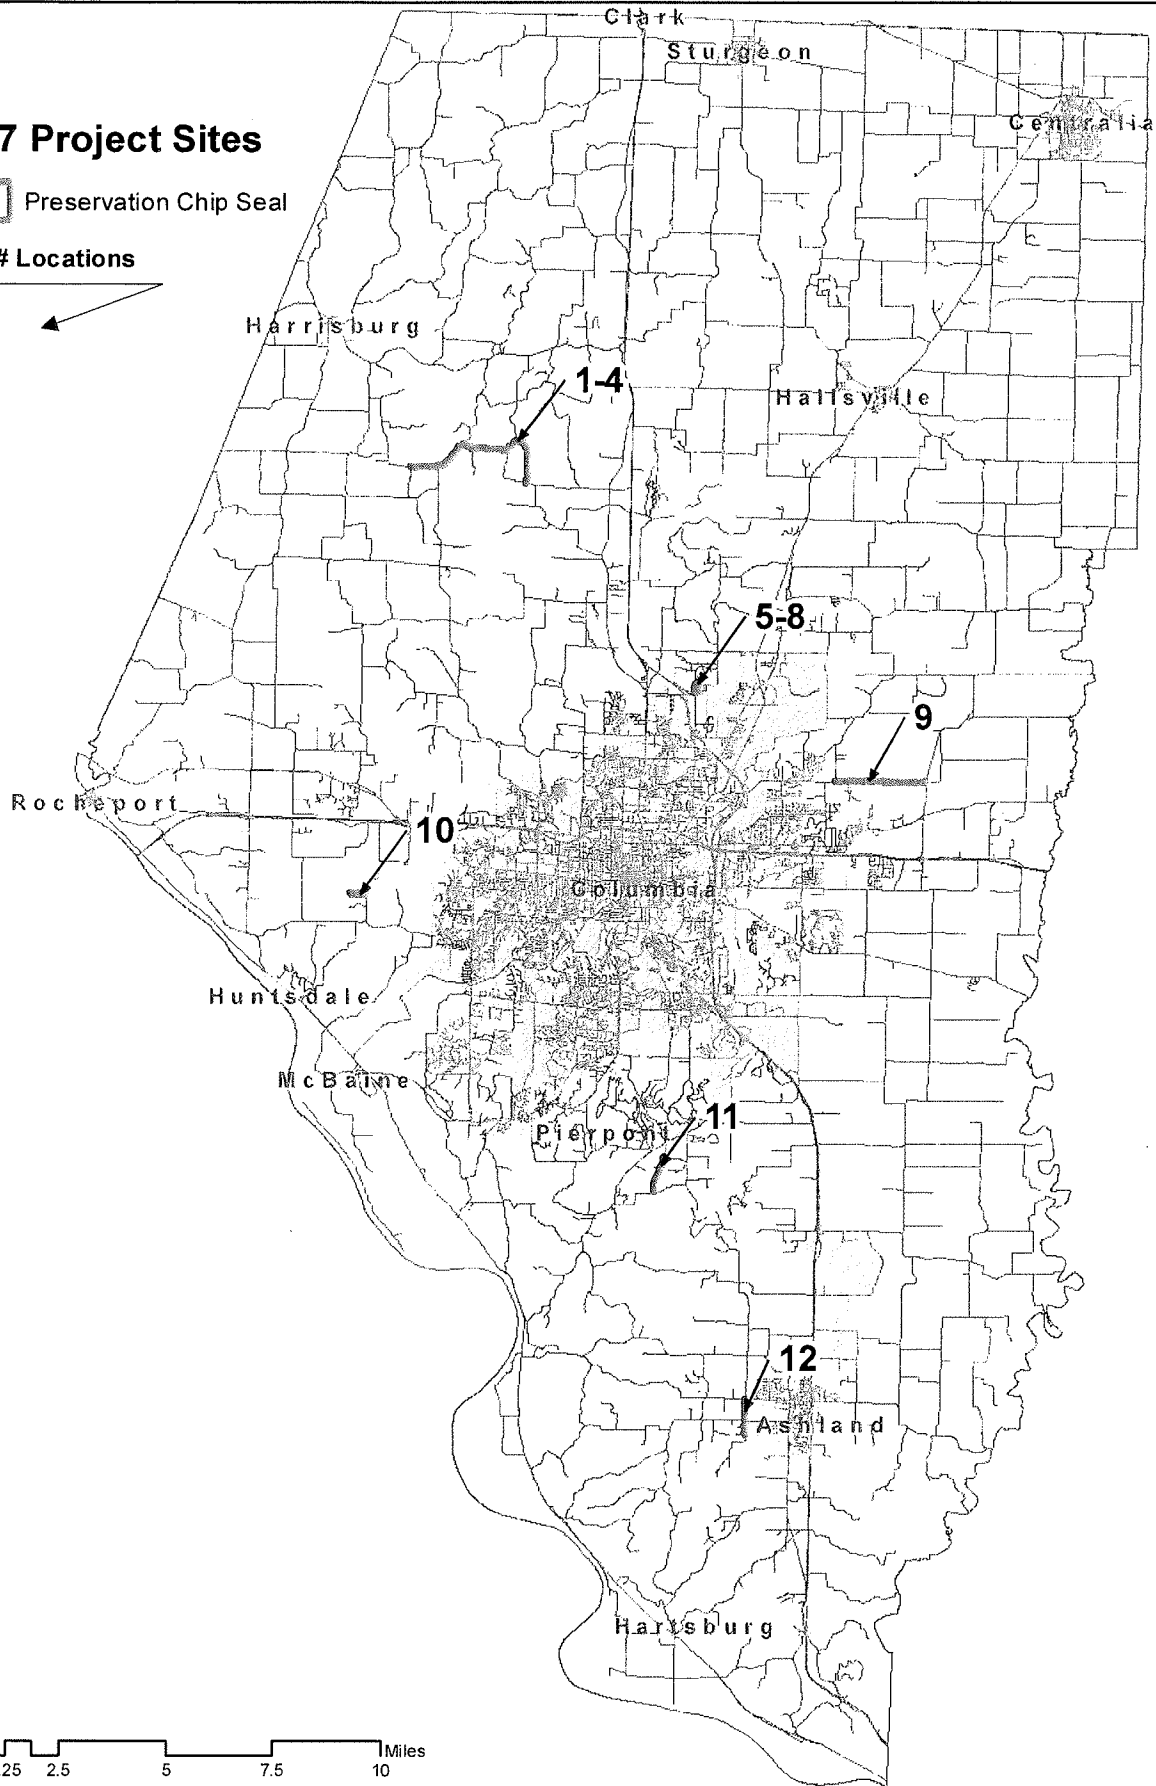 Clark
Sturgeon
Centralia
7 Project Sites
Preservation Chip Seal
# Locations
Harrisburg
1-4
Hallsville
5-8
9
Rocheport
10
Columbia
Huntsdale
McBaine
11
Pierpont
12
Ashland
Hartsburg
Miles
.25 2.5 5 7.5 10